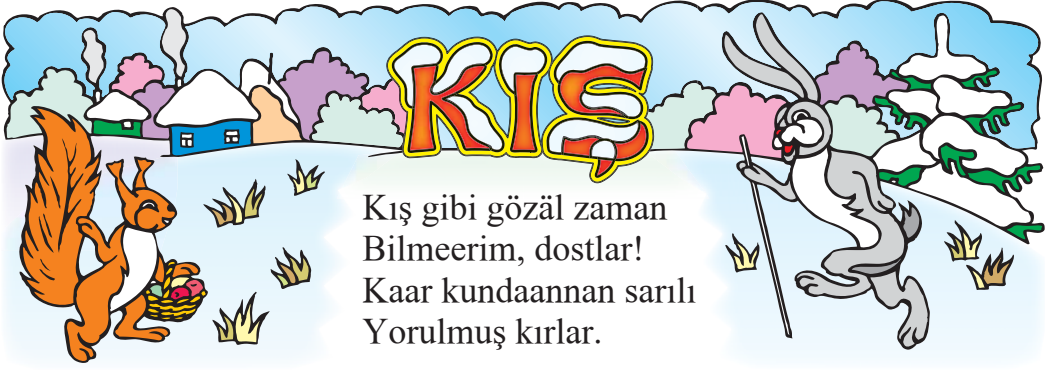 KIŞ
Kış gibi gözäl zaman
Bilmeerim, dostlar!
Kaar kundaannan sarılı
Yorulmuş kırlar.